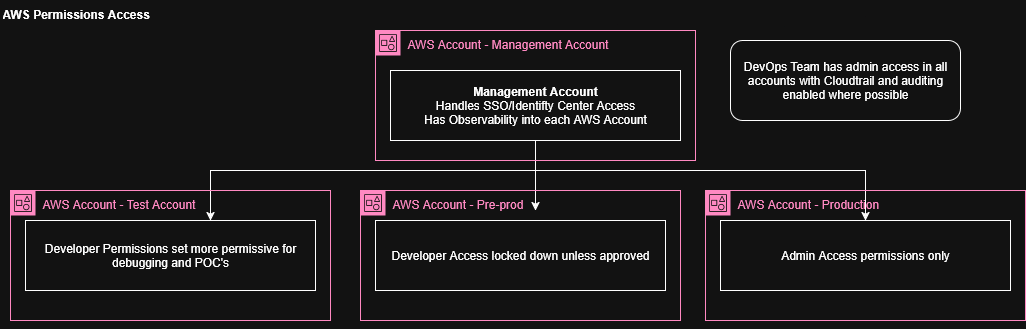 AWS Permissions Access
AWS Account - Management Account
Management Account
Handles SSO/Identifty Center Access
Has Observability into each AWS Account
DevOps Team has admin access in all
accounts with Cloudtrail and auditing
enabled where possible
AWS Account - Test Account
Developer Permissions set more permissive for
debugging and POC's
AWS Account - Pre-prod
Developer Access locked down unless approved
AWS Account - Production
Admin Access permissions only